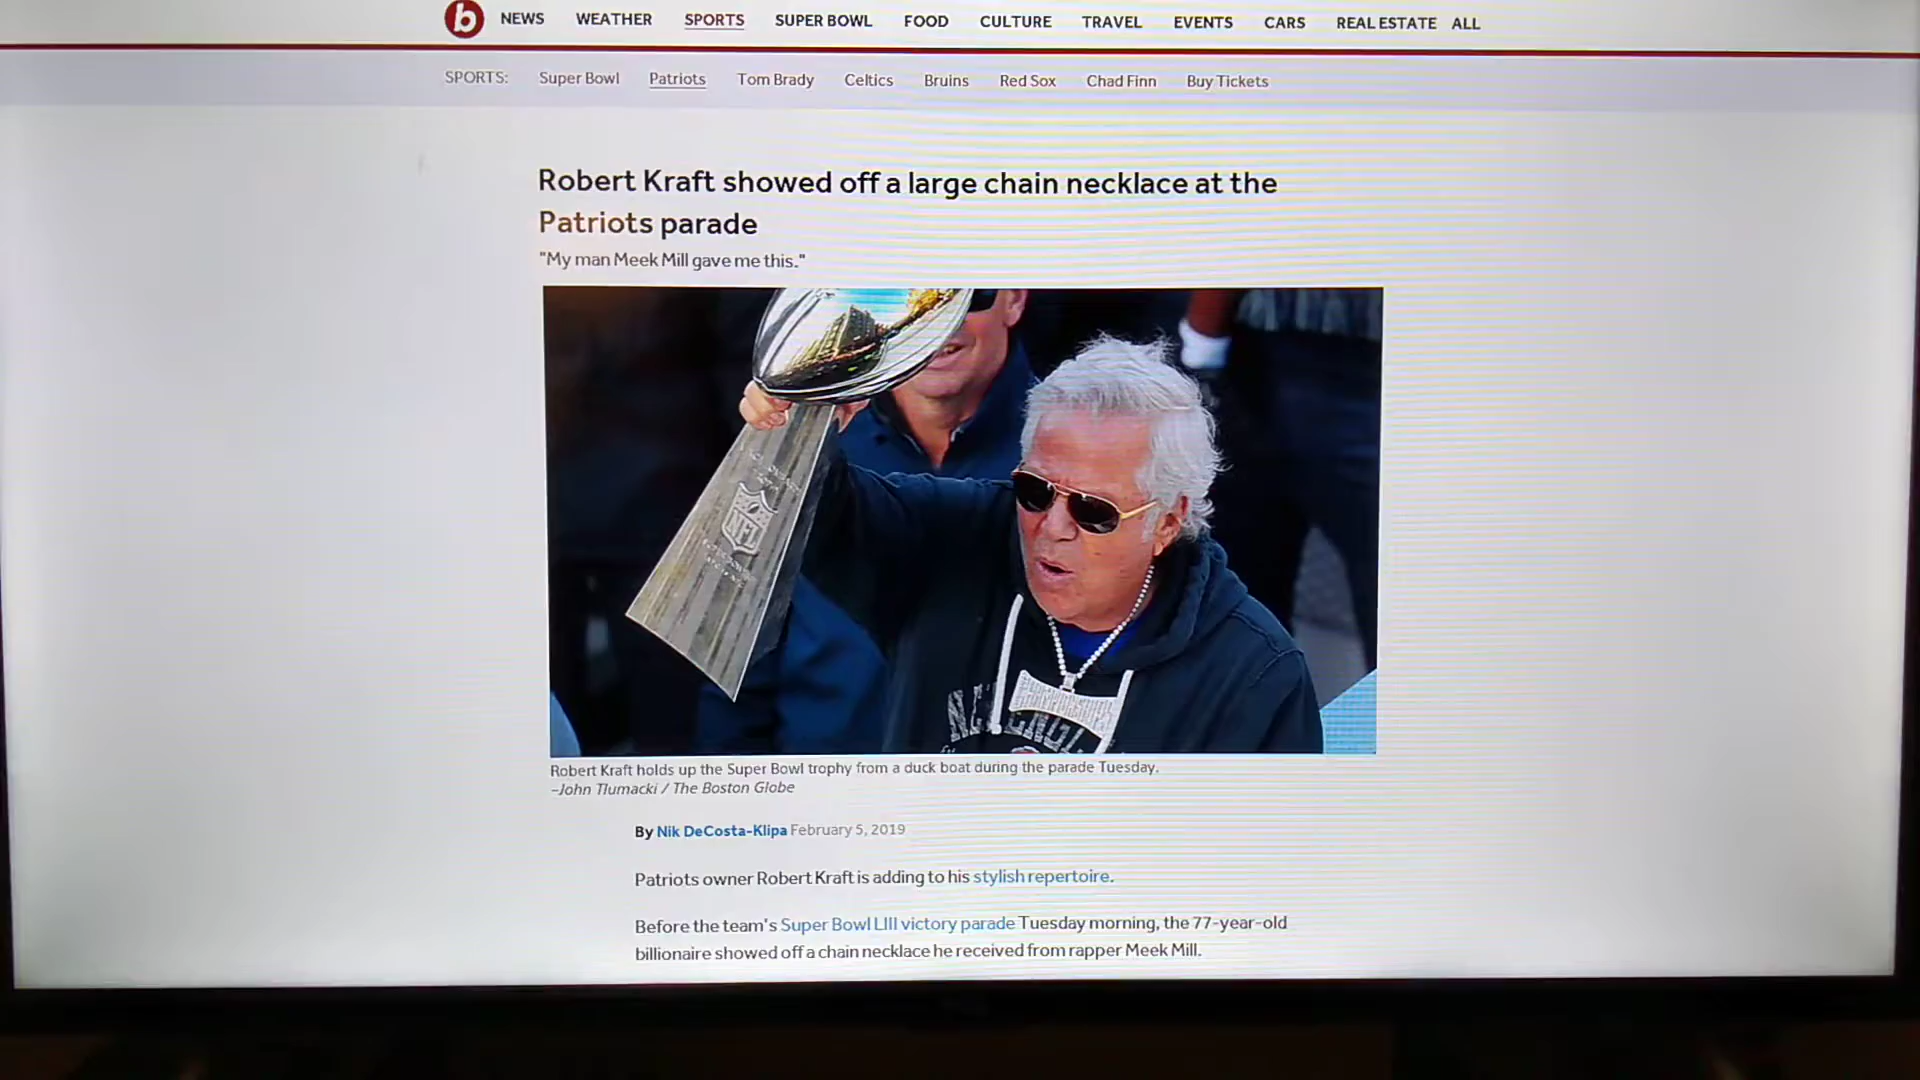 b NEWS WEATHER SPORTS SUPER BOWL FOOD CULTURE TRAVEL EVENTS CARS REAL ESTATE ALL
SPORTS: Super Bowl Patriots Tom Brady Celtics Bruins Red Sox Chad Finn Buy Tickets
Robert Kraft showed off a large chain necklace at the
Patriots parade
"My man Meek Mill gave me this."
NFL
CHAMPIONSHIPS
NEW ENGL
Robert Kraft holds up the Super Bowl trophy from a duck boat during the parade Tuesday.
–John Tlumacki / The Boston Globe
By Nik DeCosta-Klipa February 5, 2019
Patriots owner Robert Kraft is adding to his stylish repertoire.
Before the team's Super Bowl LIII victory parade Tuesday morning, the 77-year-old
billionaire showed off a chain necklace he received from rapper Meek Mill.